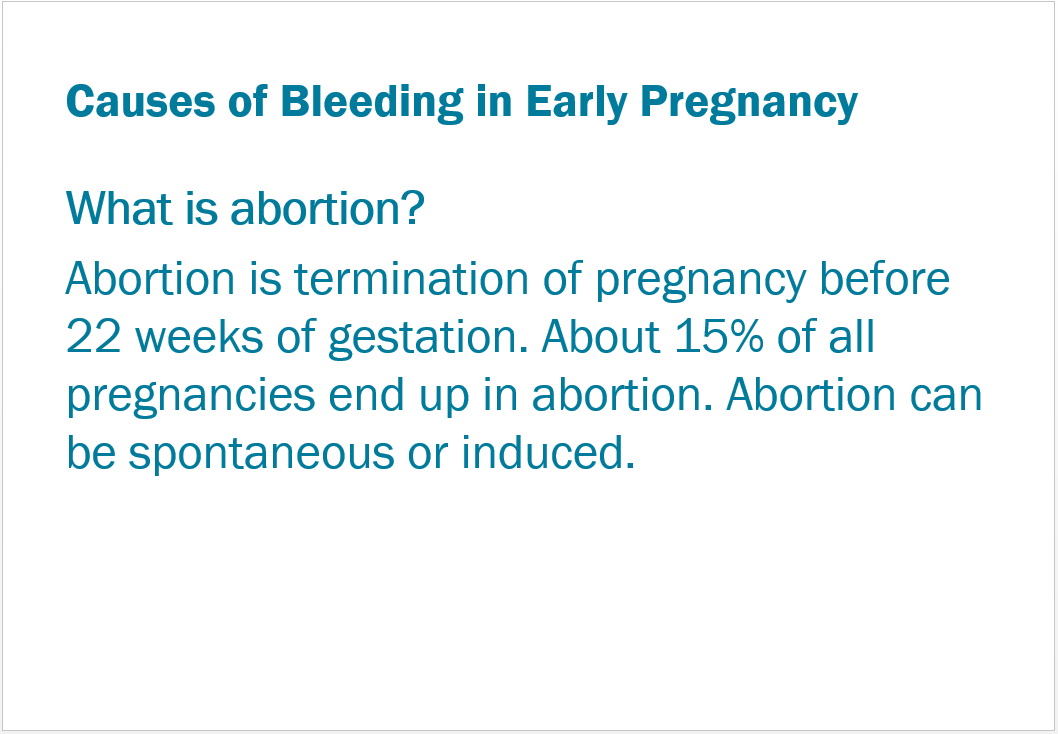 Causes of Bleeding in Early Pregnancy
What is abortion?
Abortion is termination of pregnancy before
22 weeks of gestation. About 15% of all
pregnancies end up in abortion. Abortion can
be spontaneous or induced.